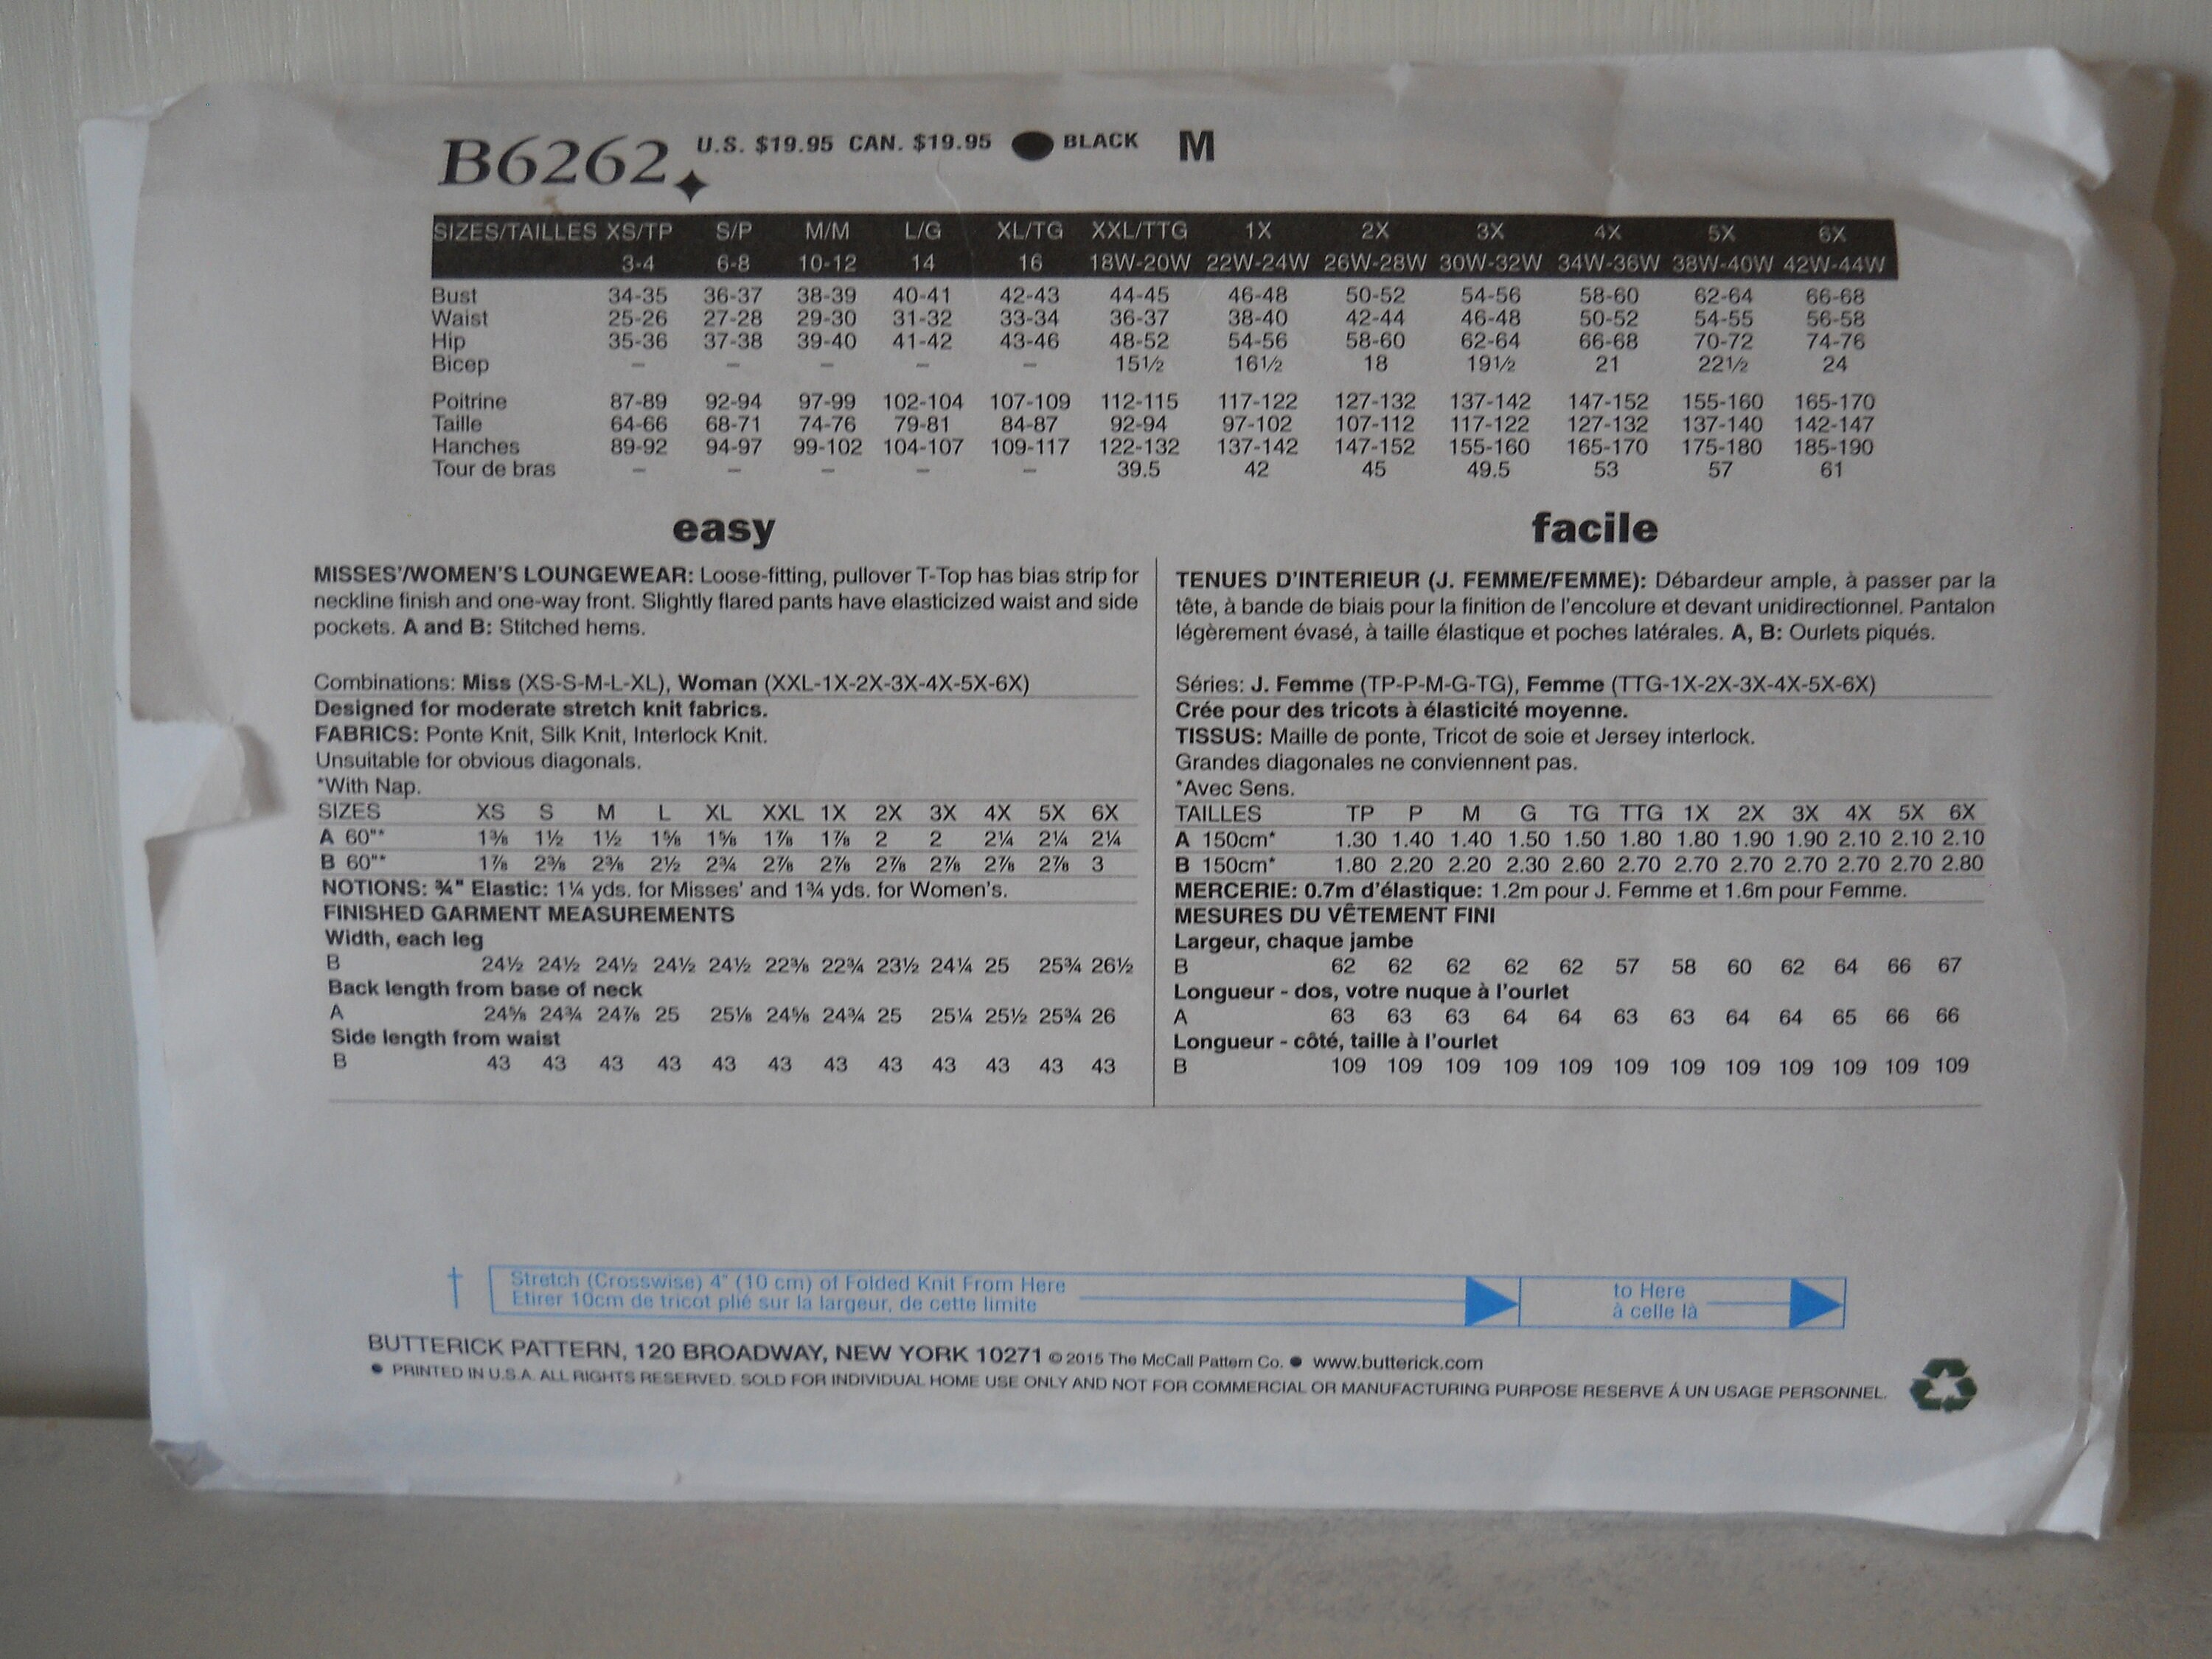 B6262 U.S. $19.95 CAN. $19.95 BLACK M
SIZES/TAILLES XS/TP S/P M/M L/G XL/TG XXL/TTG 1X 2X 3X 4X 5X 6X
3-4 6-8 10-12 14 16 18W-20W 22W-24W 26W-28W 30W-32W 34W-36W 38W-40W 42W-44W
Bust 34-35 36-37 38-39 40-41 42-43 44-45 46-48 50-52 54-56 58-60 62-64 66-68
Waist 25-26 27-28 29-30 31-32 33-34 36-37 38-40 42-44 46-48 50-52 54-55 56-58
Hip 35-36 37-38 39-40 41-42 43-46 48-52 54-56 58-60 62-64 66-68 70-72 74-76
Bicep – – – – – 15½ 16½ 18 19½ 21 22½ 24
Poitrine 87-89 92-94 97-99 102-104 107-109 112-115 117-122 127-132 137-142 147-152 155-160 165-170
Taille 64-66 68-71 74-76 79-81 84-87 92-94 97-102 107-112 117-122 127-132 137-140 142-147
Hanches 89-92 94-97 99-102 104-107 109-117 122-132 137-142 147-152 155-160 165-170 175-180 185-190
Tour de bras – – – – – 39.5 42 45 49.5 53 57 61
easy
MISSES'/WOMEN'S LOUNGEWEAR: Loose-fitting, pullover T-Top has bias strip for
neckline finish and one-way front. Slightly flared pants have elasticized waist and side
pockets. A and B: Stitched hems.
Combinations: Miss (XS-S-M-L-XL), Woman (XXL-1X-2X-3X-4X-5X-6X)
Designed for moderate stretch knit fabrics.
FABRICS: Ponte Knit, Silk Knit, Interlock Knit.
Unsuitable for obvious diagonals.
*With Nap.
SIZES XS S M L XL XXL 1X 2X 3X 4X 5X 6X
A 60"* 1⅜ 1½ 1½ 1⅝ 1⅝ 1⅞ 1⅞ 2 2 2¼ 2¼ 2¼
B 60"* 1⅞ 2⅜ 2⅜ 2½ 2¾ 2⅞ 2⅞ 2⅞ 2⅞ 2⅞ 2⅞ 3
NOTIONS: ¾" Elastic: 1¼ yds. for Misses' and 1¾ yds. for Women's.
FINISHED GARMENT MEASUREMENTS
Width, each leg
B 24½ 24½ 24½ 24½ 24½ 22⅜ 22¾ 23½ 24¼ 25 25¾ 26½
Back length from base of neck
A 24⅝ 24¾ 24⅞ 25 25⅛ 24⅝ 24¾ 25 25¼ 25½ 25¾ 26
Side length from waist
B 43 43 43 43 43 43 43 43 43 43 43 43
facile
TENUES D'INTERIEUR (J. FEMME/FEMME): Débardeur ample, à passer par la
tête, à bande de biais pour la finition de l'encolure et devant unidirectionnel. Pantalon
légèrement évasé, à taille élastique et poches latérales. A, B: Ourlets piqués.
Séries: J. Femme (TP-P-M-G-TG), Femme (TTG-1X-2X-3X-4X-5X-6X)
Crée pour des tricots à élasticité moyenne.
TISSUS: Maille de ponte, Tricot de soie et Jersey interlock.
Grandes diagonales ne conviennent pas.
*Avec Sens.
TAILLES TP P M G TG TTG 1X 2X 3X 4X 5X 6X
A 150cm* 1.30 1.40 1.40 1.50 1.50 1.80 1.80 1.90 1.90 2.10 2.10 2.10
B 150cm* 1.80 2.20 2.20 2.30 2.60 2.70 2.70 2.70 2.70 2.70 2.70 2.80
MERCERIE: 0.7m d'élastique: 1.2m pour J. Femme et 1.6m pour Femme.
MESURES DU VÊTEMENT FINI
Largeur, chaque jambe
B 62 62 62 62 62 57 58 60 62 64 66 67
Longueur - dos, votre nuque à l'ourlet
A 63 63 63 64 64 63 63 64 64 65 66 66
Longueur - côté, taille à l'ourlet
B 109 109 109 109 109 109 109 109 109 109 109 109
† Stretch (Crosswise) 4" (10 cm) of Folded Knit From Here
Etirer 10cm de tricot plié sur la largeur, de cette limite
to Here
à celle là
BUTTERICK PATTERN, 120 BROADWAY, NEW YORK 10271 © 2015 The McCall Pattern Co. ● www.butterick.com
● PRINTED IN U.S.A. ALL RIGHTS RESERVED. SOLD FOR INDIVIDUAL HOME USE ONLY AND NOT FOR COMMERCIAL OR MANUFACTURING PURPOSE RESERVE Á UN USAGE PERSONNEL.